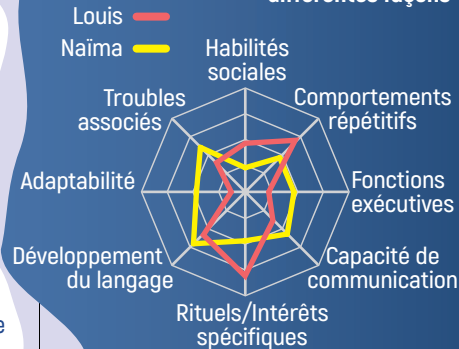 différentes façons
Louis
Naïma
Habilités
sociales
Troubles
associés
Comportements
répétitifs
Adaptabilité
Fonctions
exécutives
Développement
du langage
Capacité de
communication
Rituels/Intérêts
spécifiques
e